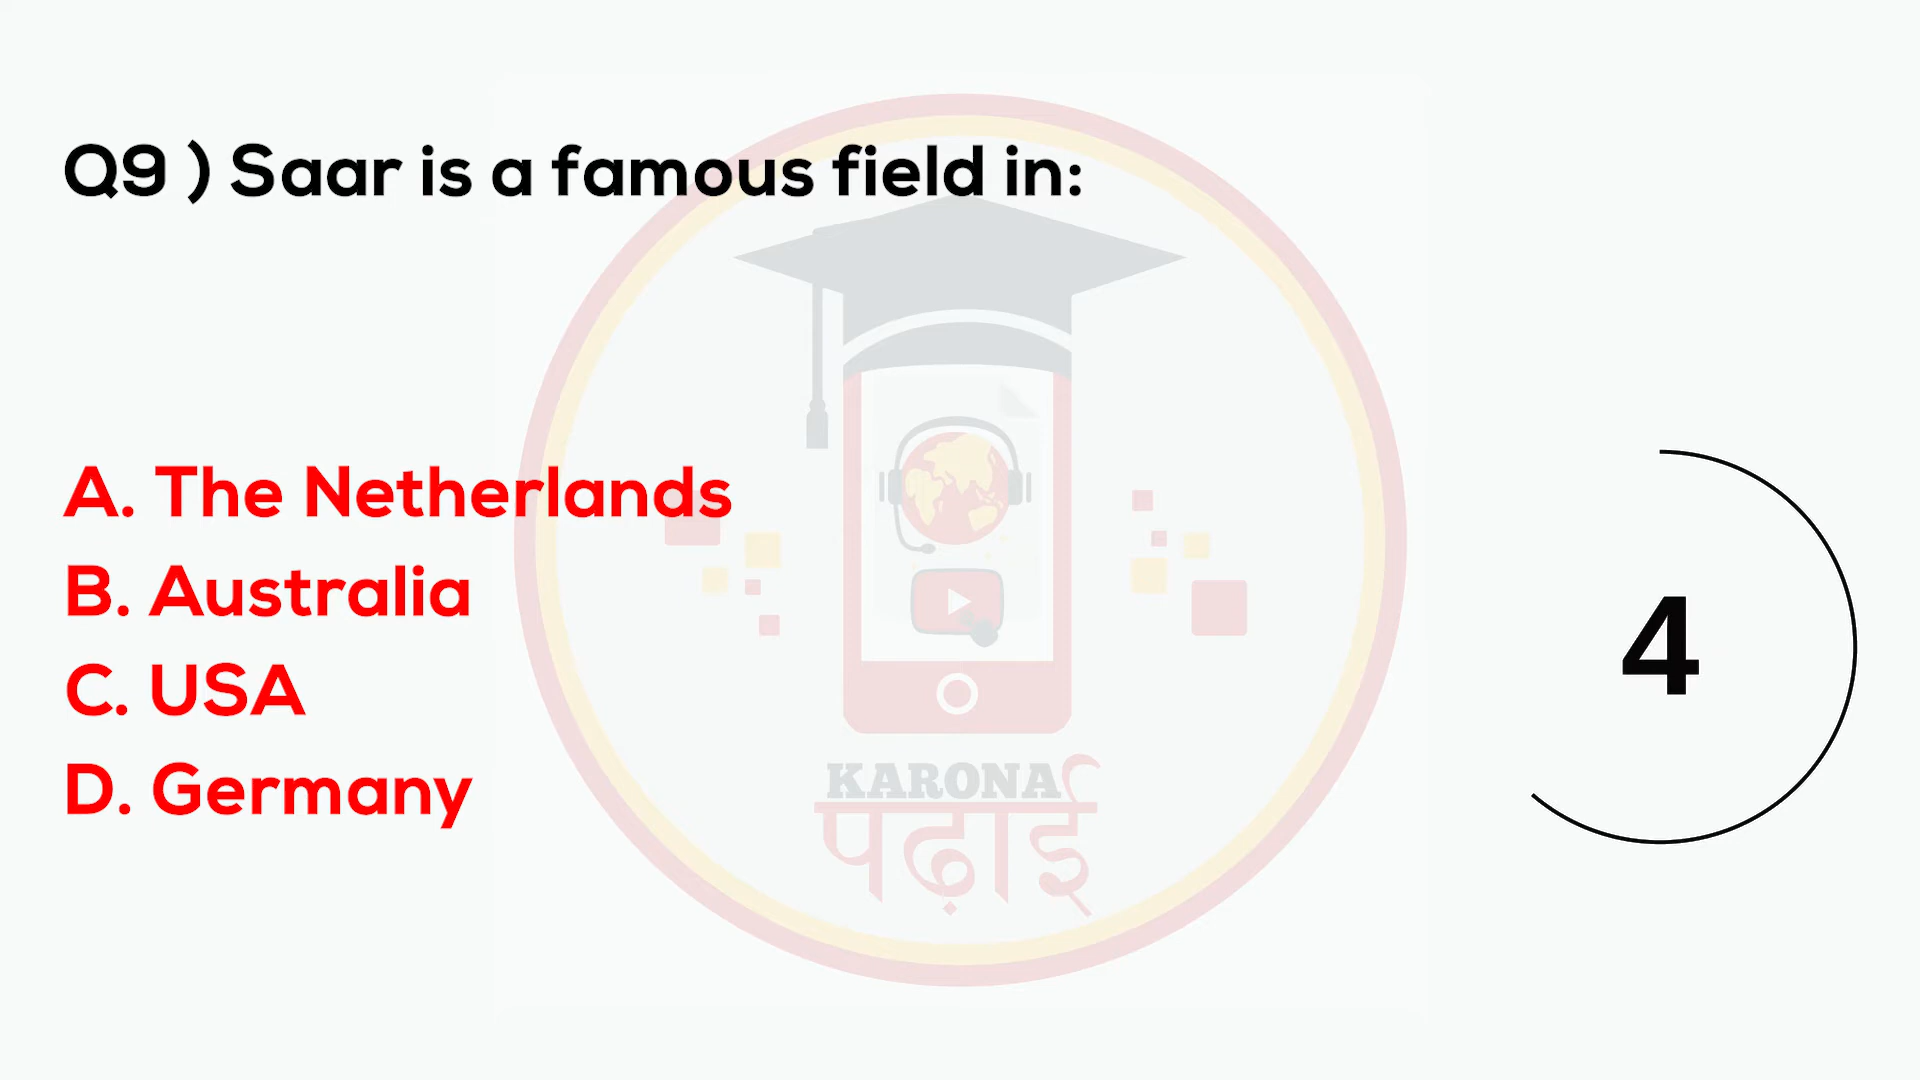 Q9 ) Saar is a famous field in:
A. The Netherlands
B. Australia
C. USA
D. Germany
4
KARONA
पढ़ाई